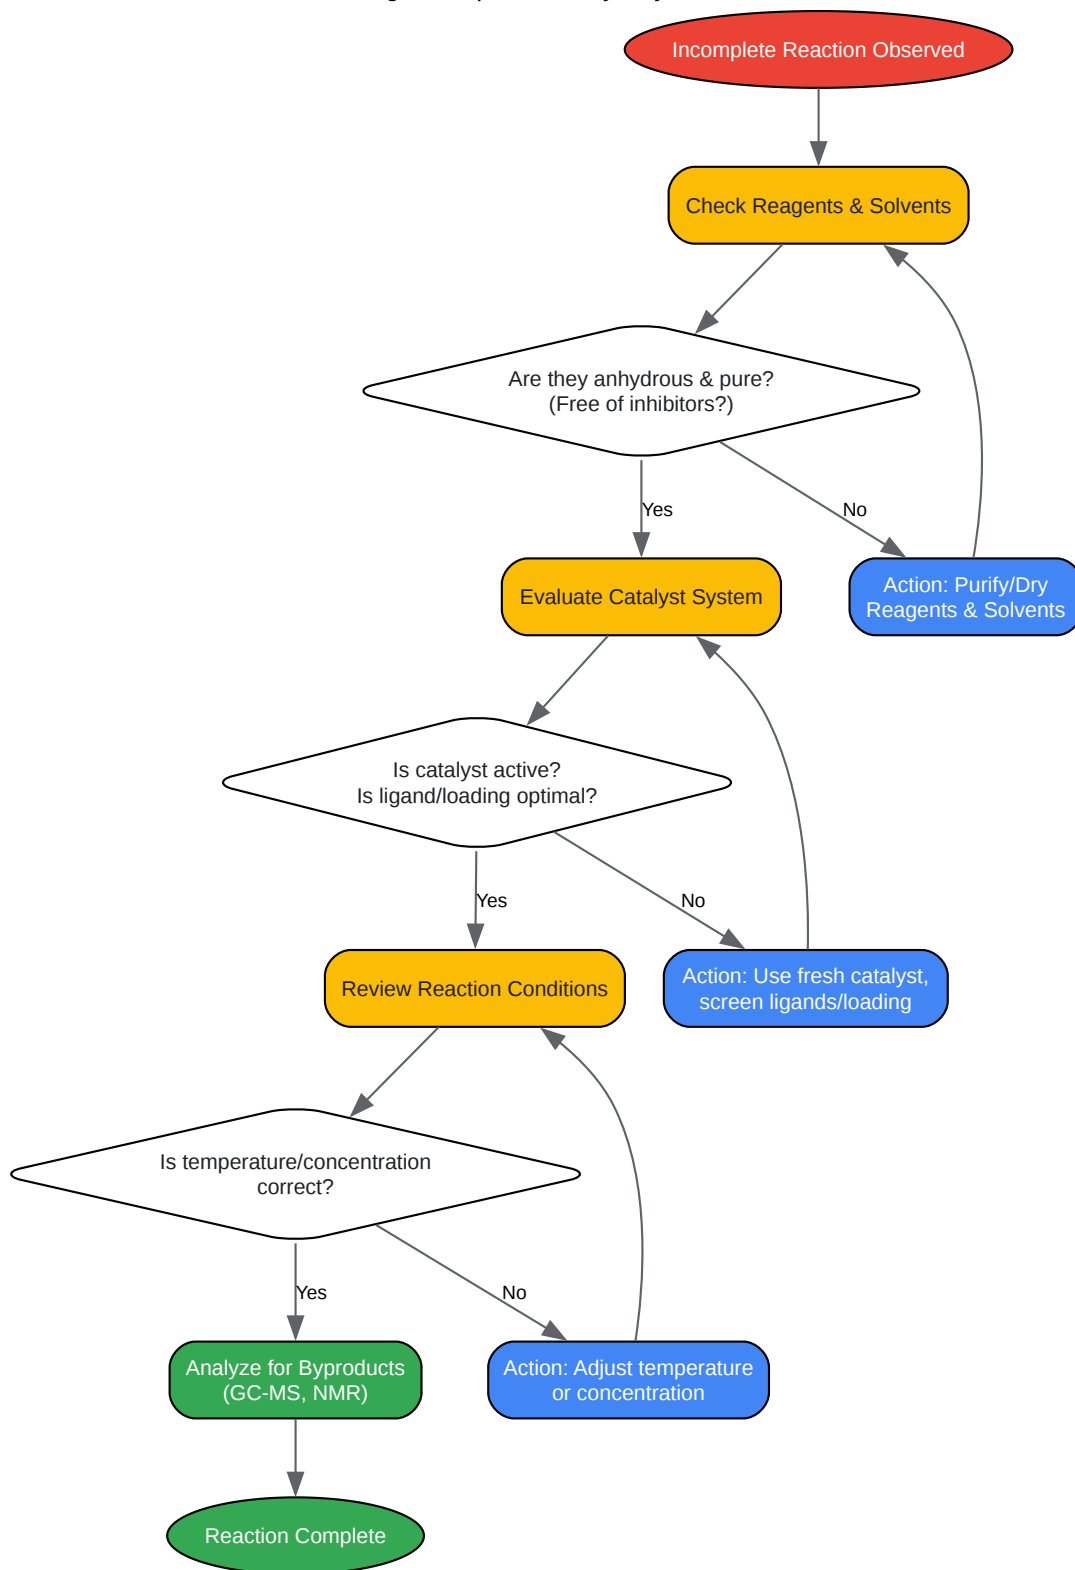 Incomplete Reaction Observed
Check Reagents & Solvents
Are they anhydrous & pure?
(Free of inhibitors?)
Yes
No
Evaluate Catalyst System
Action: Purify/Dry
Reagents & Solvents
Is catalyst active?
Is ligand/loading optimal?
Yes
No
Review Reaction Conditions
Action: Use fresh catalyst,
screen ligands/loading
Is temperature/concentration
correct?
Yes
No
Analyze for Byproducts
(GC-MS, NMR)
Action: Adjust temperature
or concentration
Reaction Complete